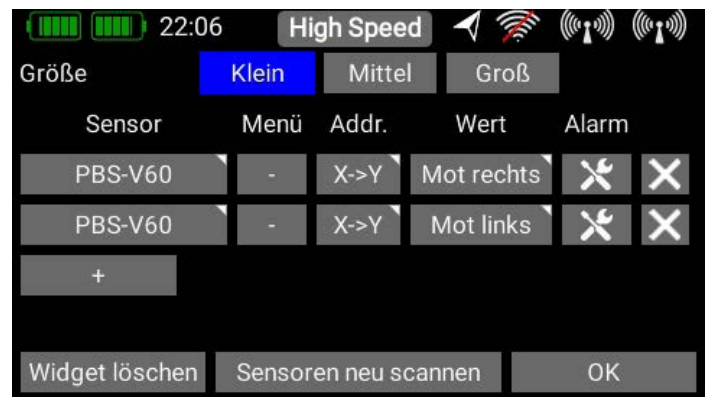 22:06 High Speed
Größe Klein Mittel Groß
Sensor Menü Addr. Wert Alarm
PBS-V60 - X->Y Mot rechts
PBS-V60 - X->Y Mot links
+
Widget löschen Sensoren neu scannen OK